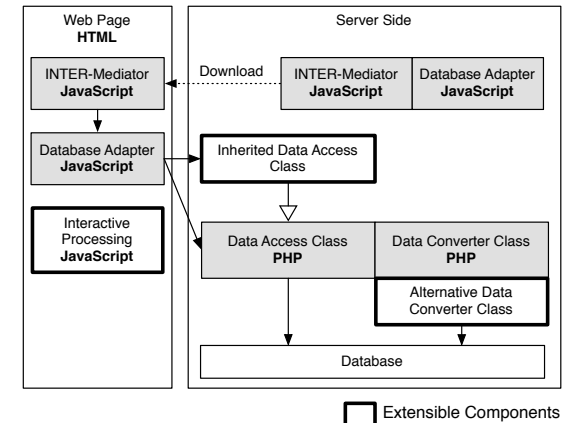 Web Page
HTML
Server Side
INTER-Mediator
JavaScript
Download
INTER-Mediator
JavaScript
Database Adapter
JavaScript
Database Adapter
JavaScript
Inherited Data Access
Class
Interactive
Processing
JavaScript
Data Access Class
PHP
Data Converter Class
PHP
Alternative Data
Converter Class
Database
Extensible Components